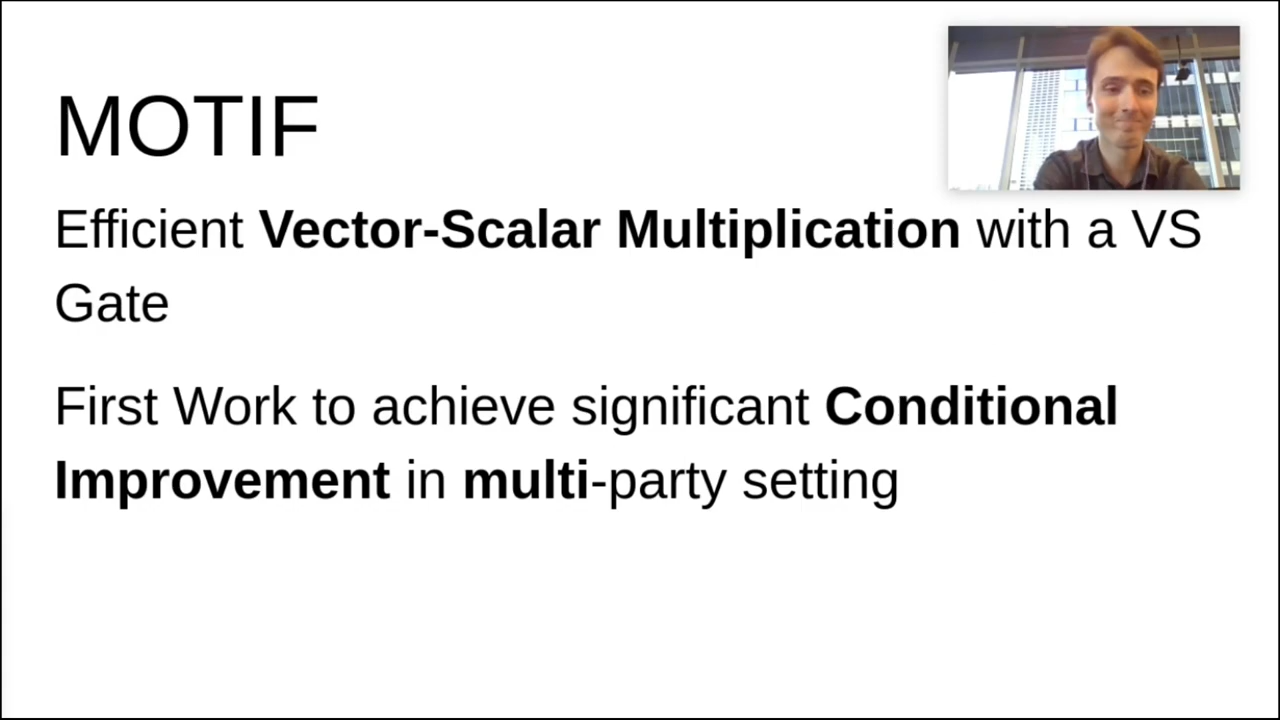 MOTIF
Efficient Vector-Scalar Multiplication with a VS
Gate
First Work to achieve significant Conditional
Improvement in multi-party setting